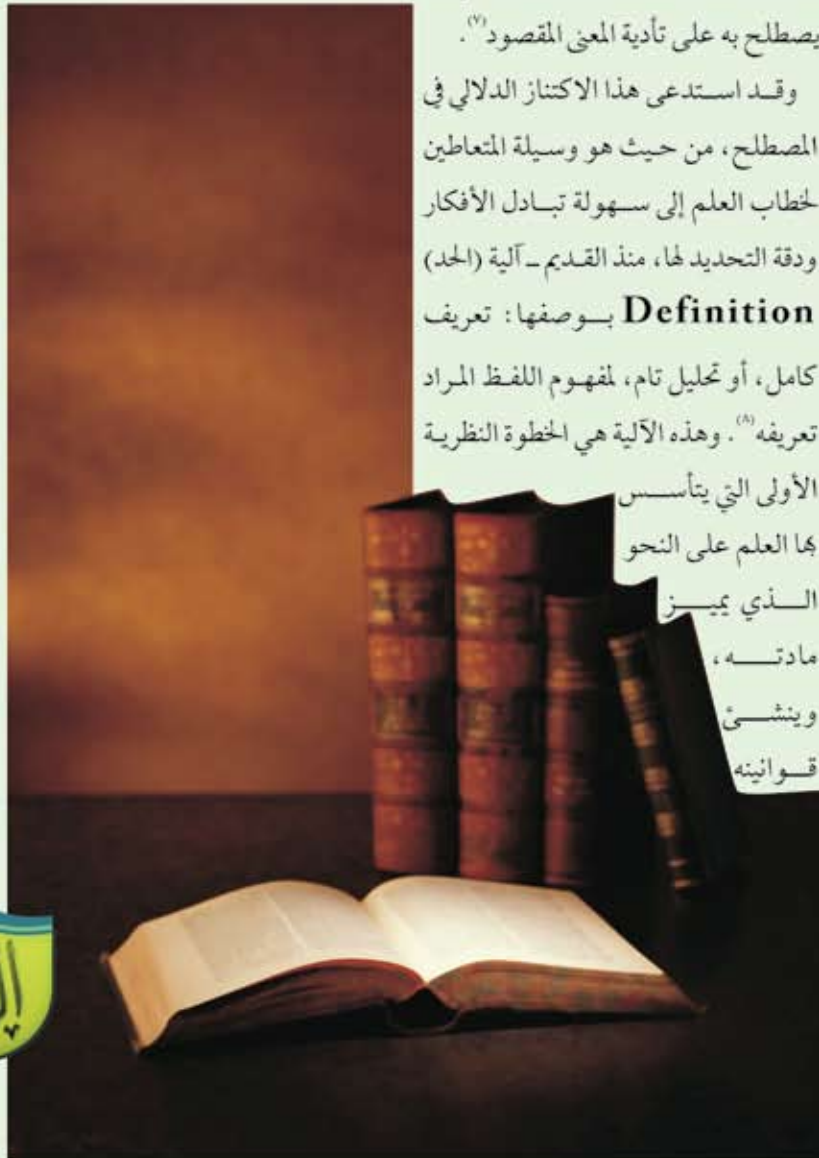 يصطلح به على تأدية المعنى المقصود(٧).
وقد استدعى هذا الاكتناز الدلالي في
المصطلح، من حيث هو وسيلة المتعاطين
لخطاب العلم إلى سهولة تبادل الأفكار
ودقة التحديد لها، منذ القديم ـ آلية (الحد)
Definition بوصفها: تعريف
كامل، أو تحليل تام، لمفهوم اللفظ المراد
تعريفه(٨). وهذه الآلية هي الخطوة النظرية
الأولى التي يتأسس
بها العلم على النحو
الذي يميز
مادته،
وينشئ
قوانينه